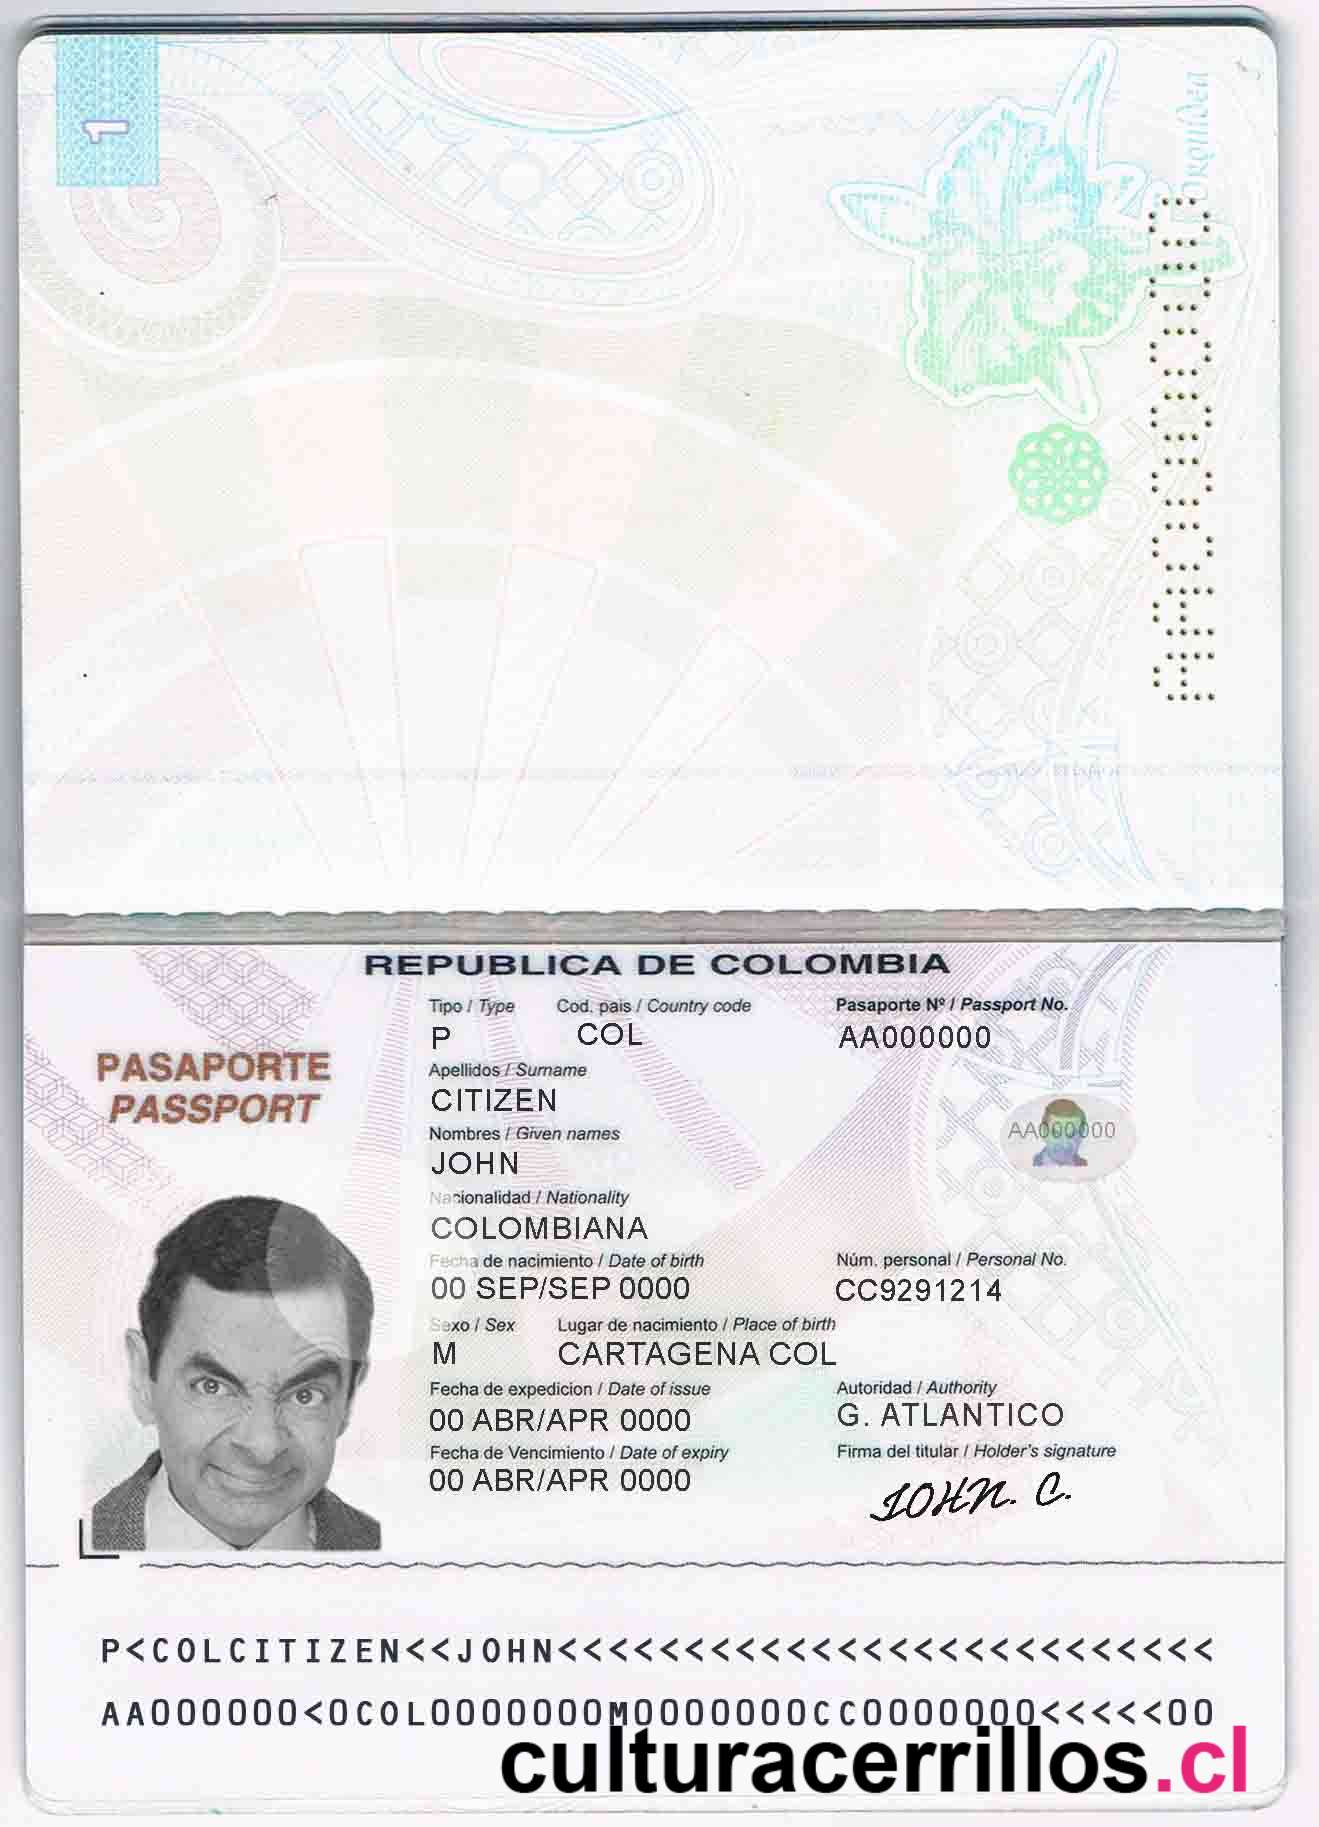 1
Orquídea
AA000000
REPUBLICA DE COLOMBIA
Tipo / Type Cod. pais / Country code Pasaporte Nº / Passport No.
P COL AA000000
PASAPORTE
PASSPORT
Apellidos / Surname
CITIZEN
Nombres / Given names
JOHN
AA000000
Nacionalidad / Nationality
COLOMBIANA
Fecha de nacimiento / Date of birth Núm. personal / Personal No.
00 SEP/SEP 0000 CC9291214
Sexo / Sex Lugar de nacimiento / Place of birth
M CARTAGENA COL
Fecha de expedicion / Date of issue Autoridad / Authority
00 ABR/APR 0000 G. ATLANTICO
Fecha de Vencimiento / Date of expiry Firma del titular / Holder's signature
00 ABR/APR 0000 JOHN. C.
P<COLCITIZEN<<JOHN<<<<<<<<<<<<<<<<<<<<<<<<<<
AA000000<0COL0000000M0000000CC0000000<<<<<00
culturacerrillos.cl